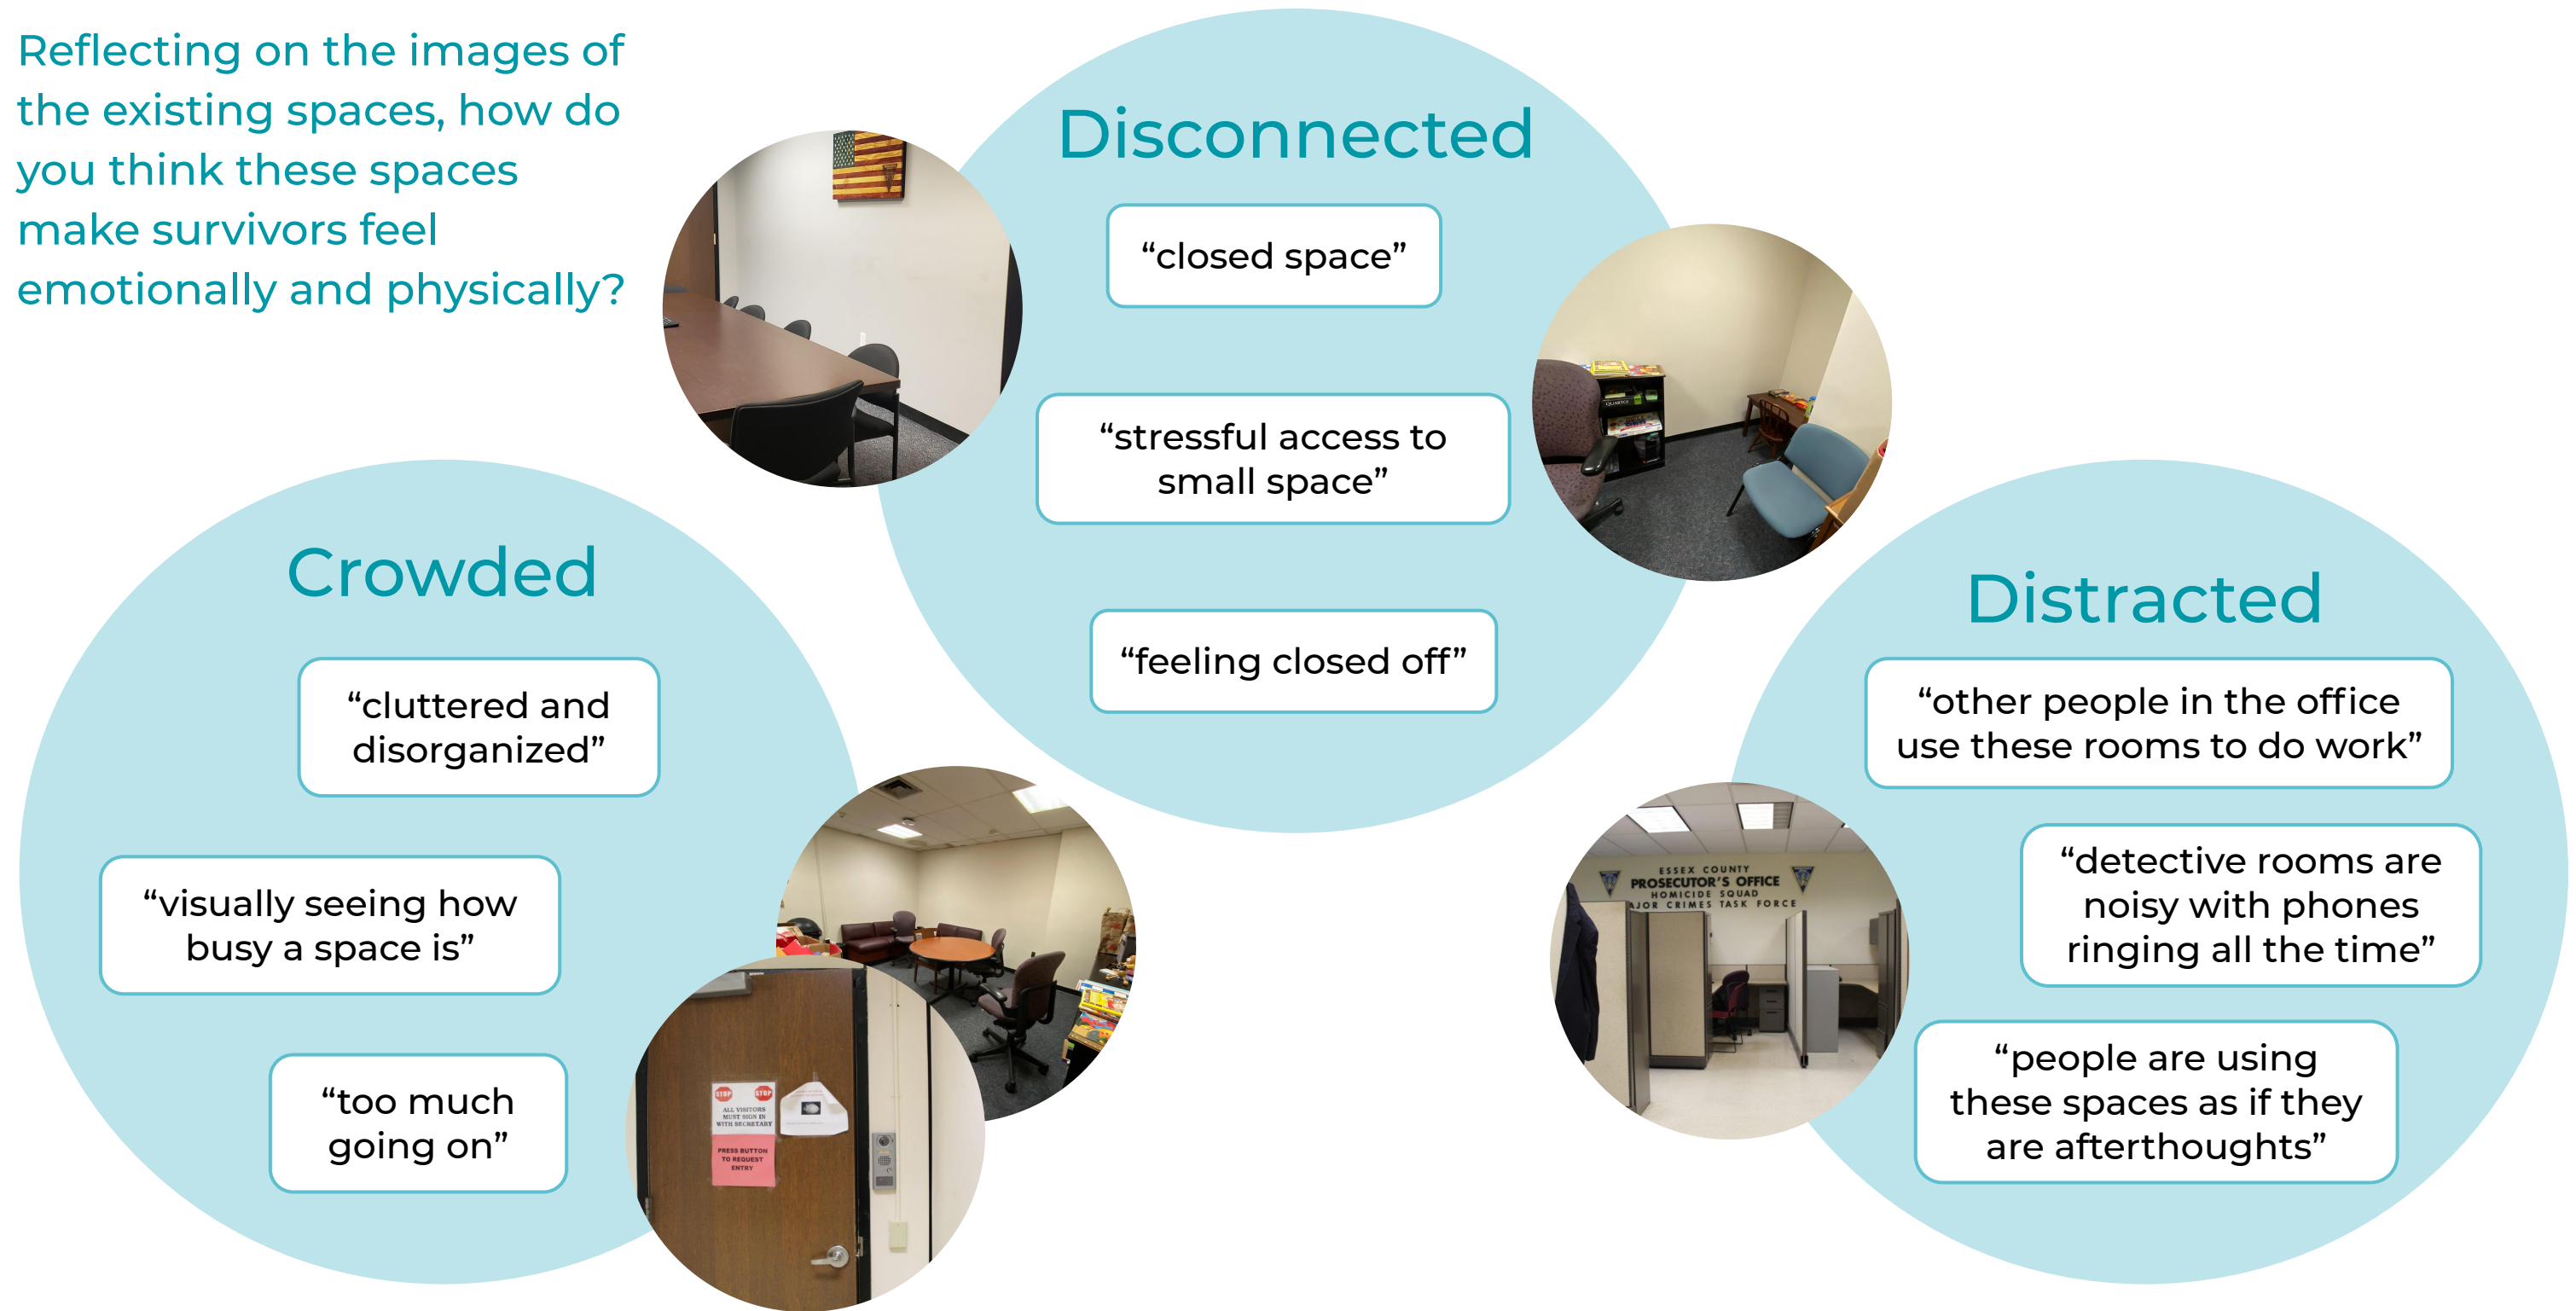 Reflecting on the images of
the existing spaces, how do
you think these spaces
make survivors feel
emotionally and physically?
Disconnected
“closed space”
“stressful access to
small space”
“feeling closed off”
Crowded
“cluttered and
disorganized”
“visually seeing how
busy a space is”
“too much
going on”
Distracted
“other people in the office
use these rooms to do work”
“detective rooms are
noisy with phones
ringing all the time”
“people are using
these spaces as if they
are afterthoughts”
QUARTO
ESSEX COUNTY
PROSECUTOR'S OFFICE
HOMICIDE SQUAD
AJOR CRIMES TASK FORCE
STOP STOP
ALL VISITORS
MUST SIGN IN
WITH SECRETARY
PRESS BUTTON
TO REQUEST
ENTRY